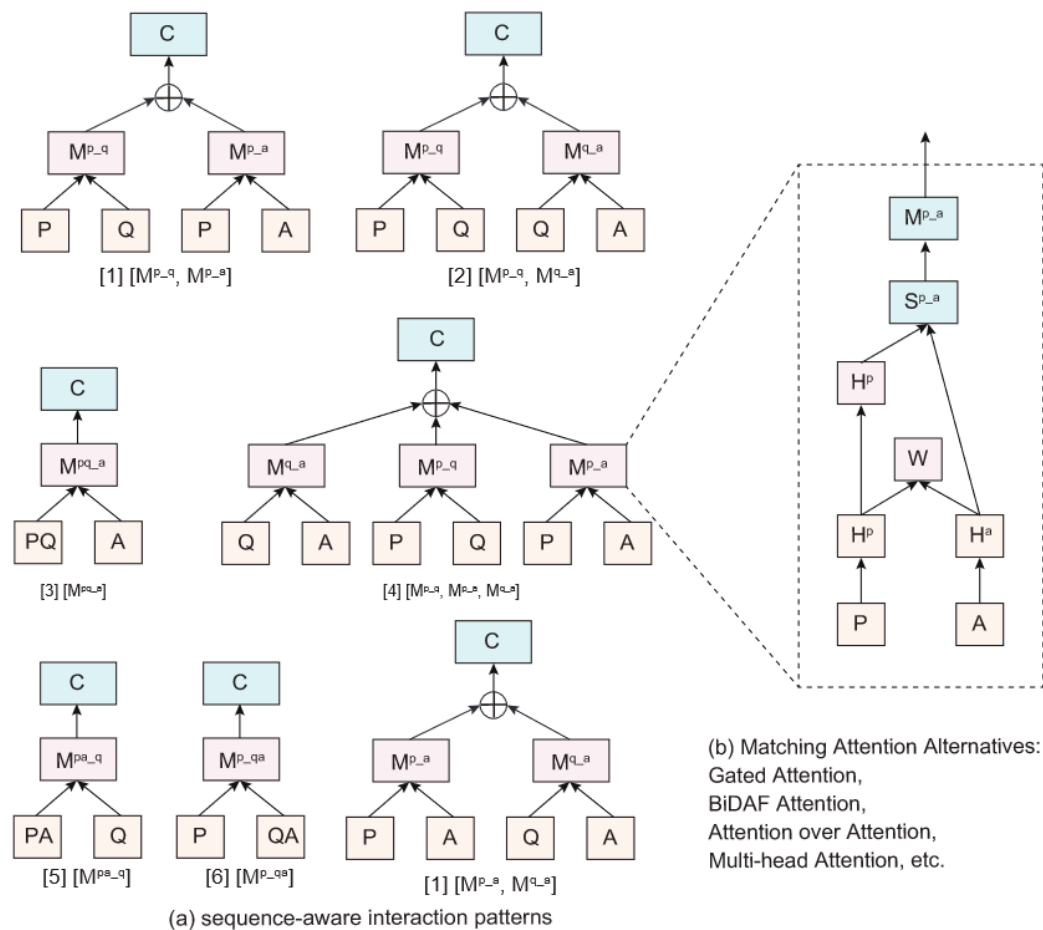 C
C
M^p_q M^p_a
M^p_q M^q_a
P Q P A
P Q Q A
[1] [M^p_q, M^p_a]
[2] [M^p_q, M^q_a]
C
M^pq_a
PQ A
[3] [M^pq_a]
C
M^q_a M^p_q M^p_a
Q A P Q P A
[4] [M^p_q, M^p_a, M^q_a]
C
M^pa_q
PA Q
[5] [M^pa_q]
C
M^p_qa
P QA
[6] [M^p_qa]
C
M^p_a M^q_a
P A Q A
[1] [M^p_a, M^q_a]
(a) sequence-aware interaction patterns
M^p_a
S^p_a
H^p
W
H^p H^a
P A
(b) Matching Attention Alternatives:
Gated Attention,
BiDAF Attention,
Attention over Attention,
Multi-head Attention, etc.